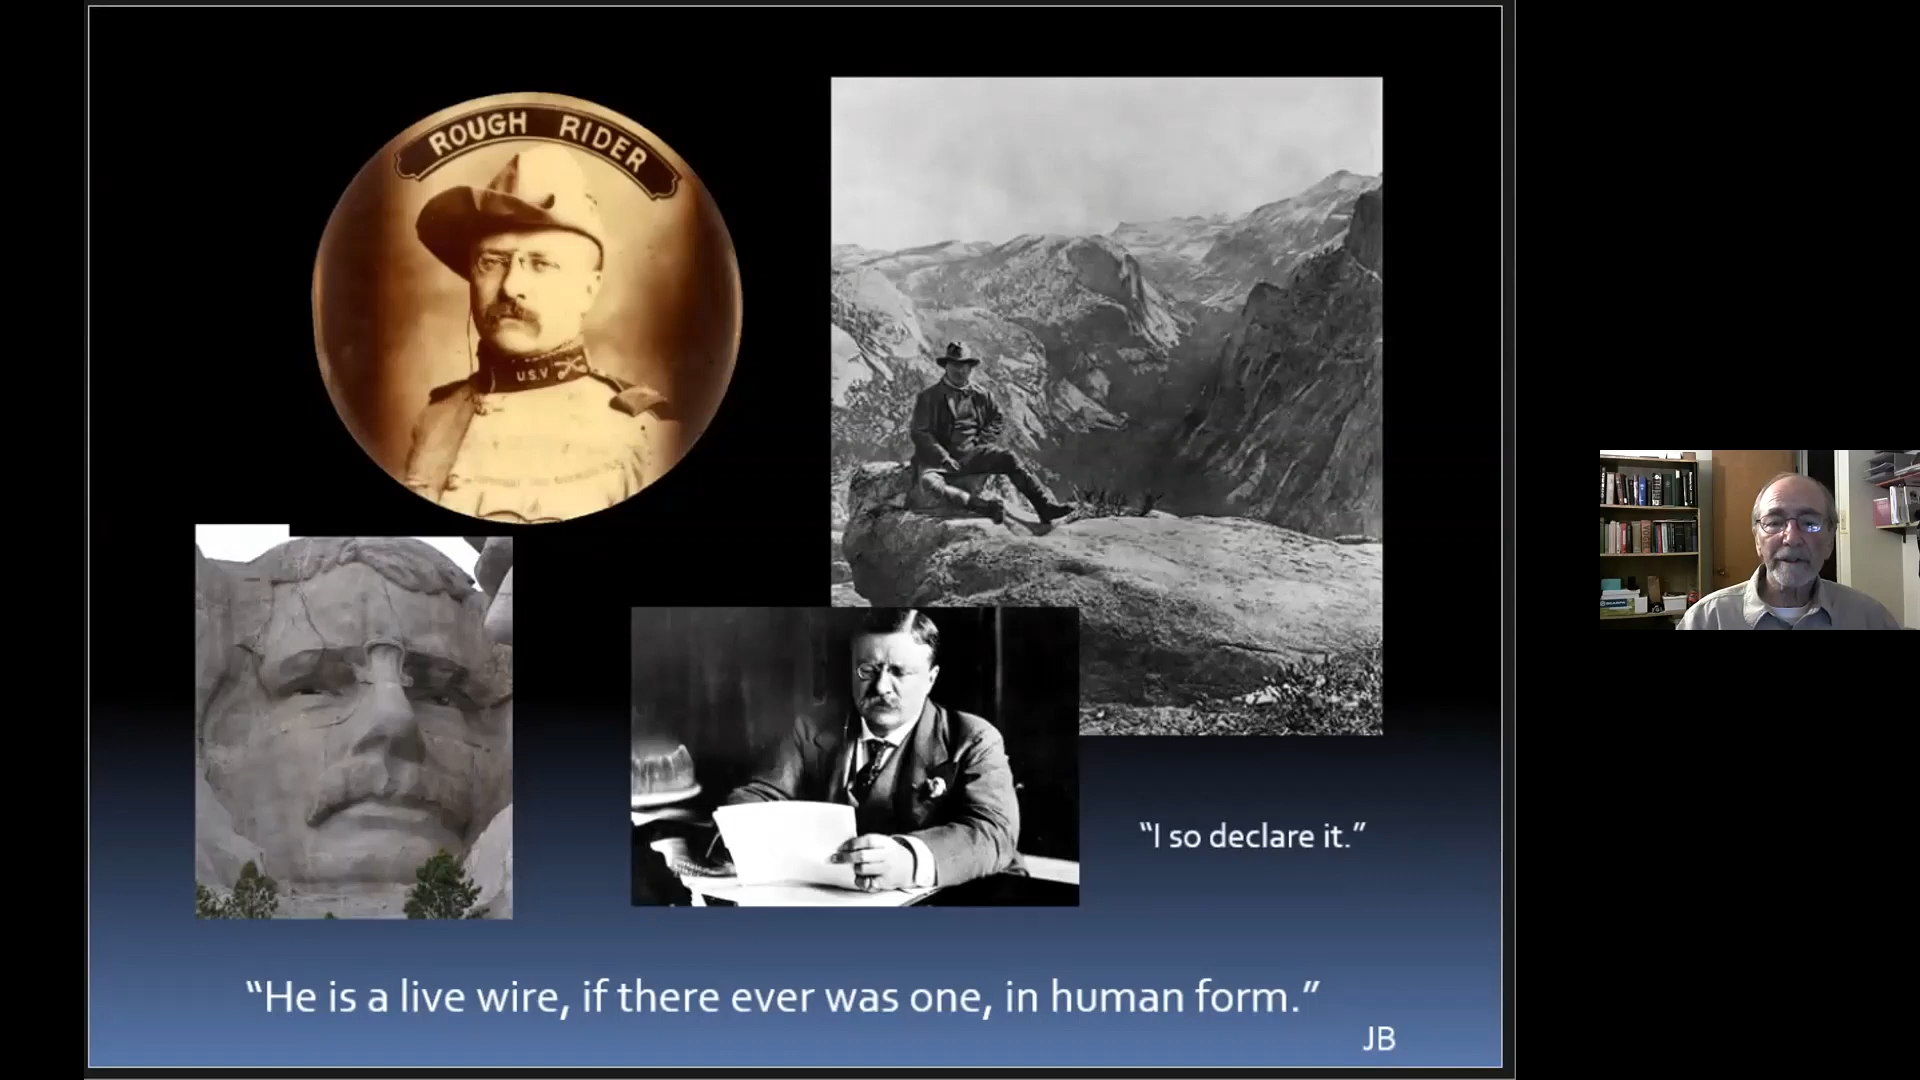 ROUGH RIDER
U.S.V
“I so declare it.”
“He is a live wire, if there ever was one, in human form.”
JB